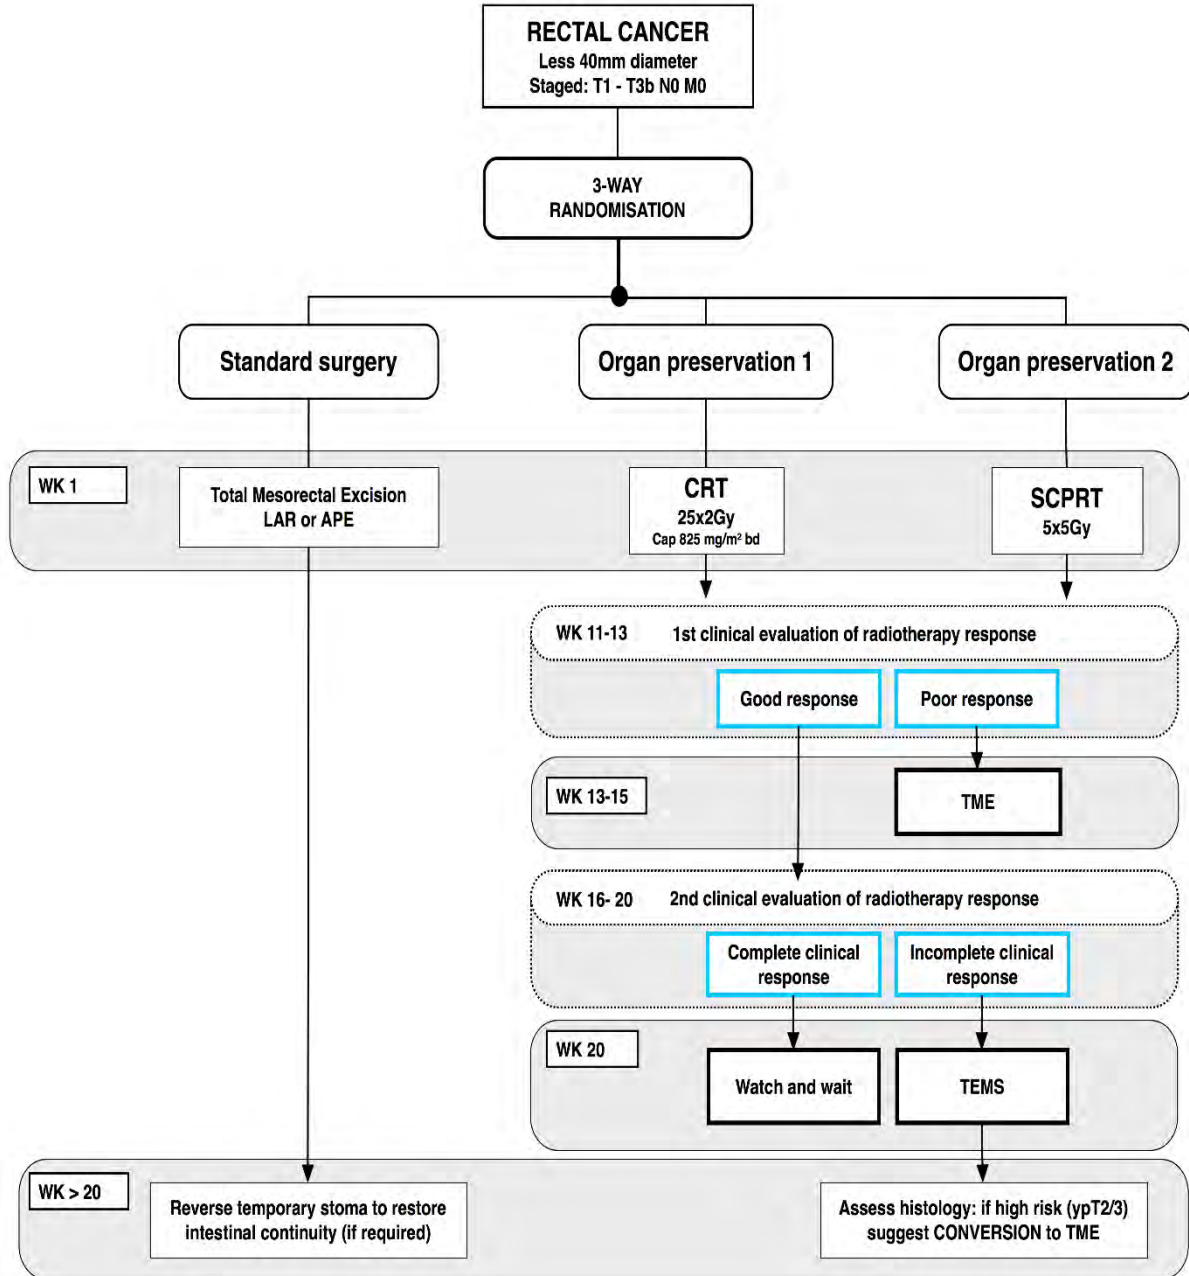 RECTAL CANCER
Less 40mm diameter
Staged: T1 - T3b N0 M0
3-WAY
RANDOMISATION
Standard surgery
Organ preservation 1
Organ preservation 2
WK 1
Total Mesorectal Excision
LAR or APE
CRT
25x2Gy
Cap 825 mg/m² bd
SCPRT
5x5Gy
WK 11-13 1st clinical evaluation of radiotherapy response
Good response
Poor response
WK 13-15
TME
WK 16- 20 2nd clinical evaluation of radiotherapy response
Complete clinical
response
Incomplete clinical
response
WK 20
Watch and wait
TEMS
WK > 20
Reverse temporary stoma to restore
intestinal continuity (if required)
Assess histology: if high risk (ypT2/3)
suggest CONVERSION to TME